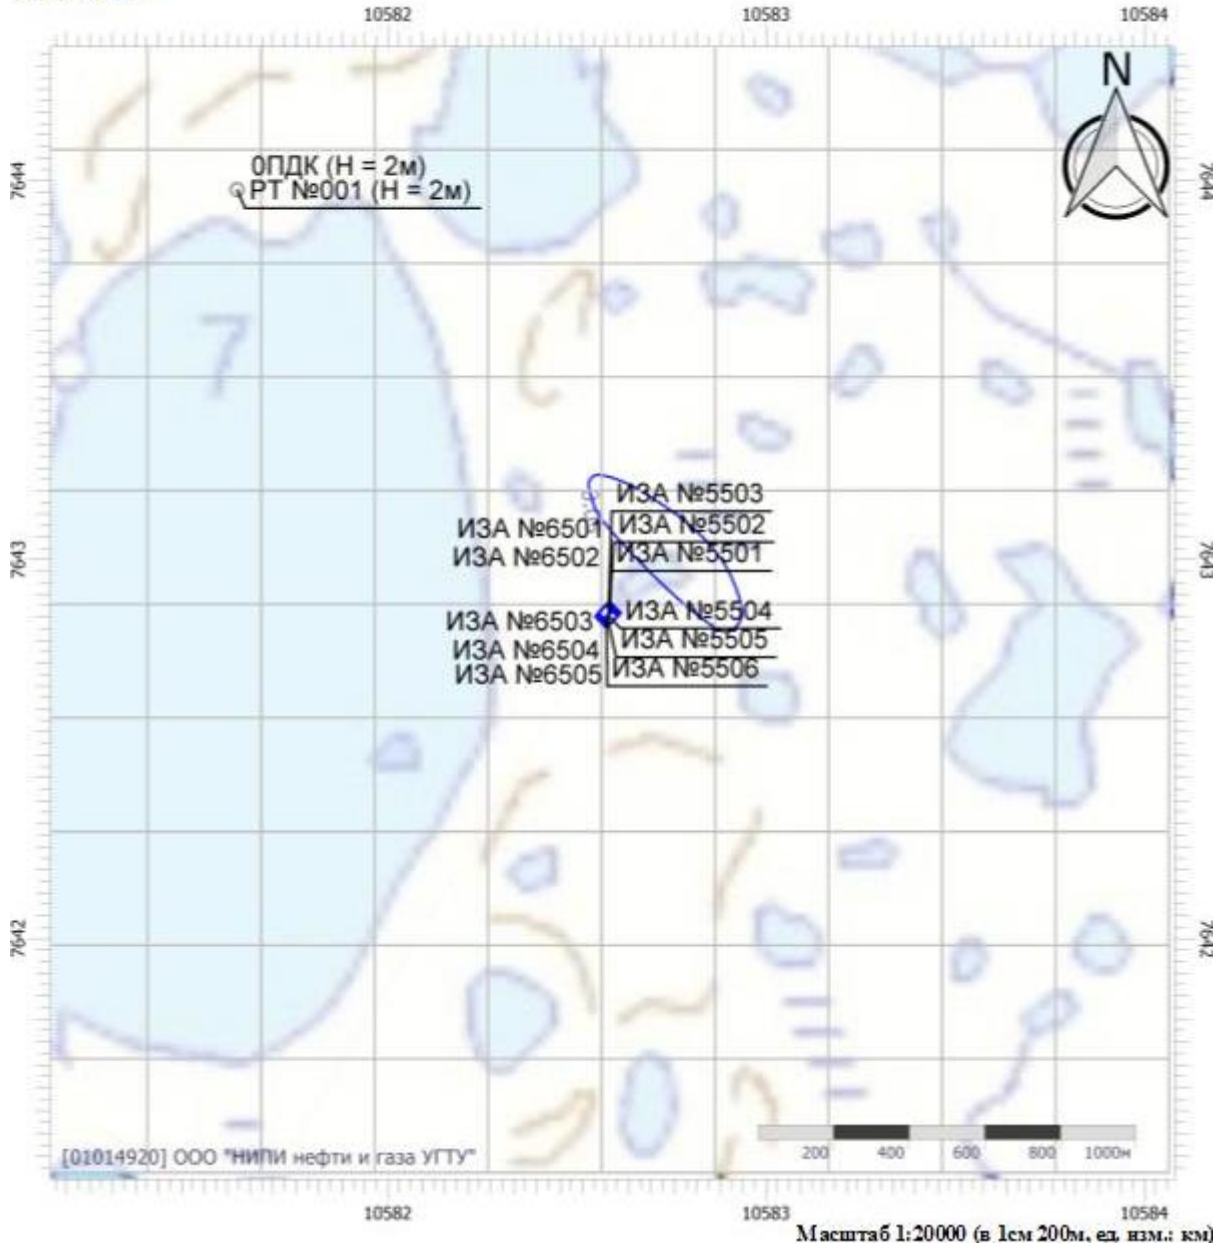 10582 10583 10584
N
7644 7644
0ПДК (Н = 2м)
РТ №001 (Н = 2м)
ИЗА №5503
ИЗА №6501 ИЗА №5502
ИЗА №6502 ИЗА №5501
7643 7643
ИЗА №5504
ИЗА №6503
ИЗА №5505
ИЗА №6504
ИЗА №6505 ИЗА №5506
7642 7642
200 400 600 800 1000м
[01014920] ООО "НИПИ нефти и газа УГТУ"
10582 10583 10584
Масштаб 1:20000 (в 1см 200м, ед. изм.: км)